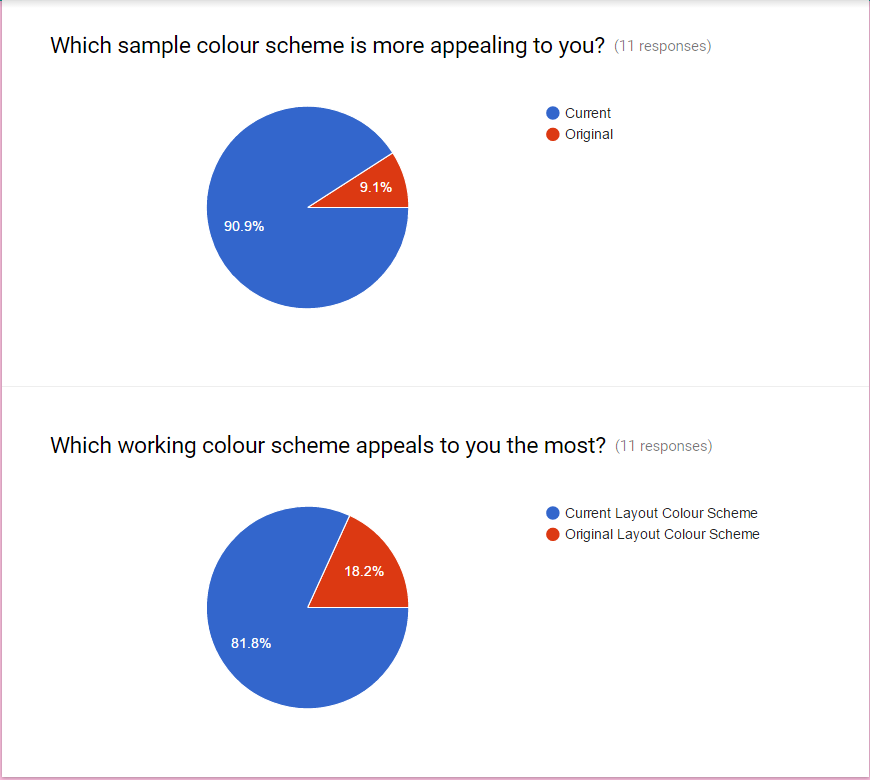 Which sample colour scheme is more appealing to you? (11 responses)
Current
Original
9.1%
90.9%
Which working colour scheme appeals to you the most? (11 responses)
Current Layout Colour Scheme
Original Layout Colour Scheme
18.2%
81.8%